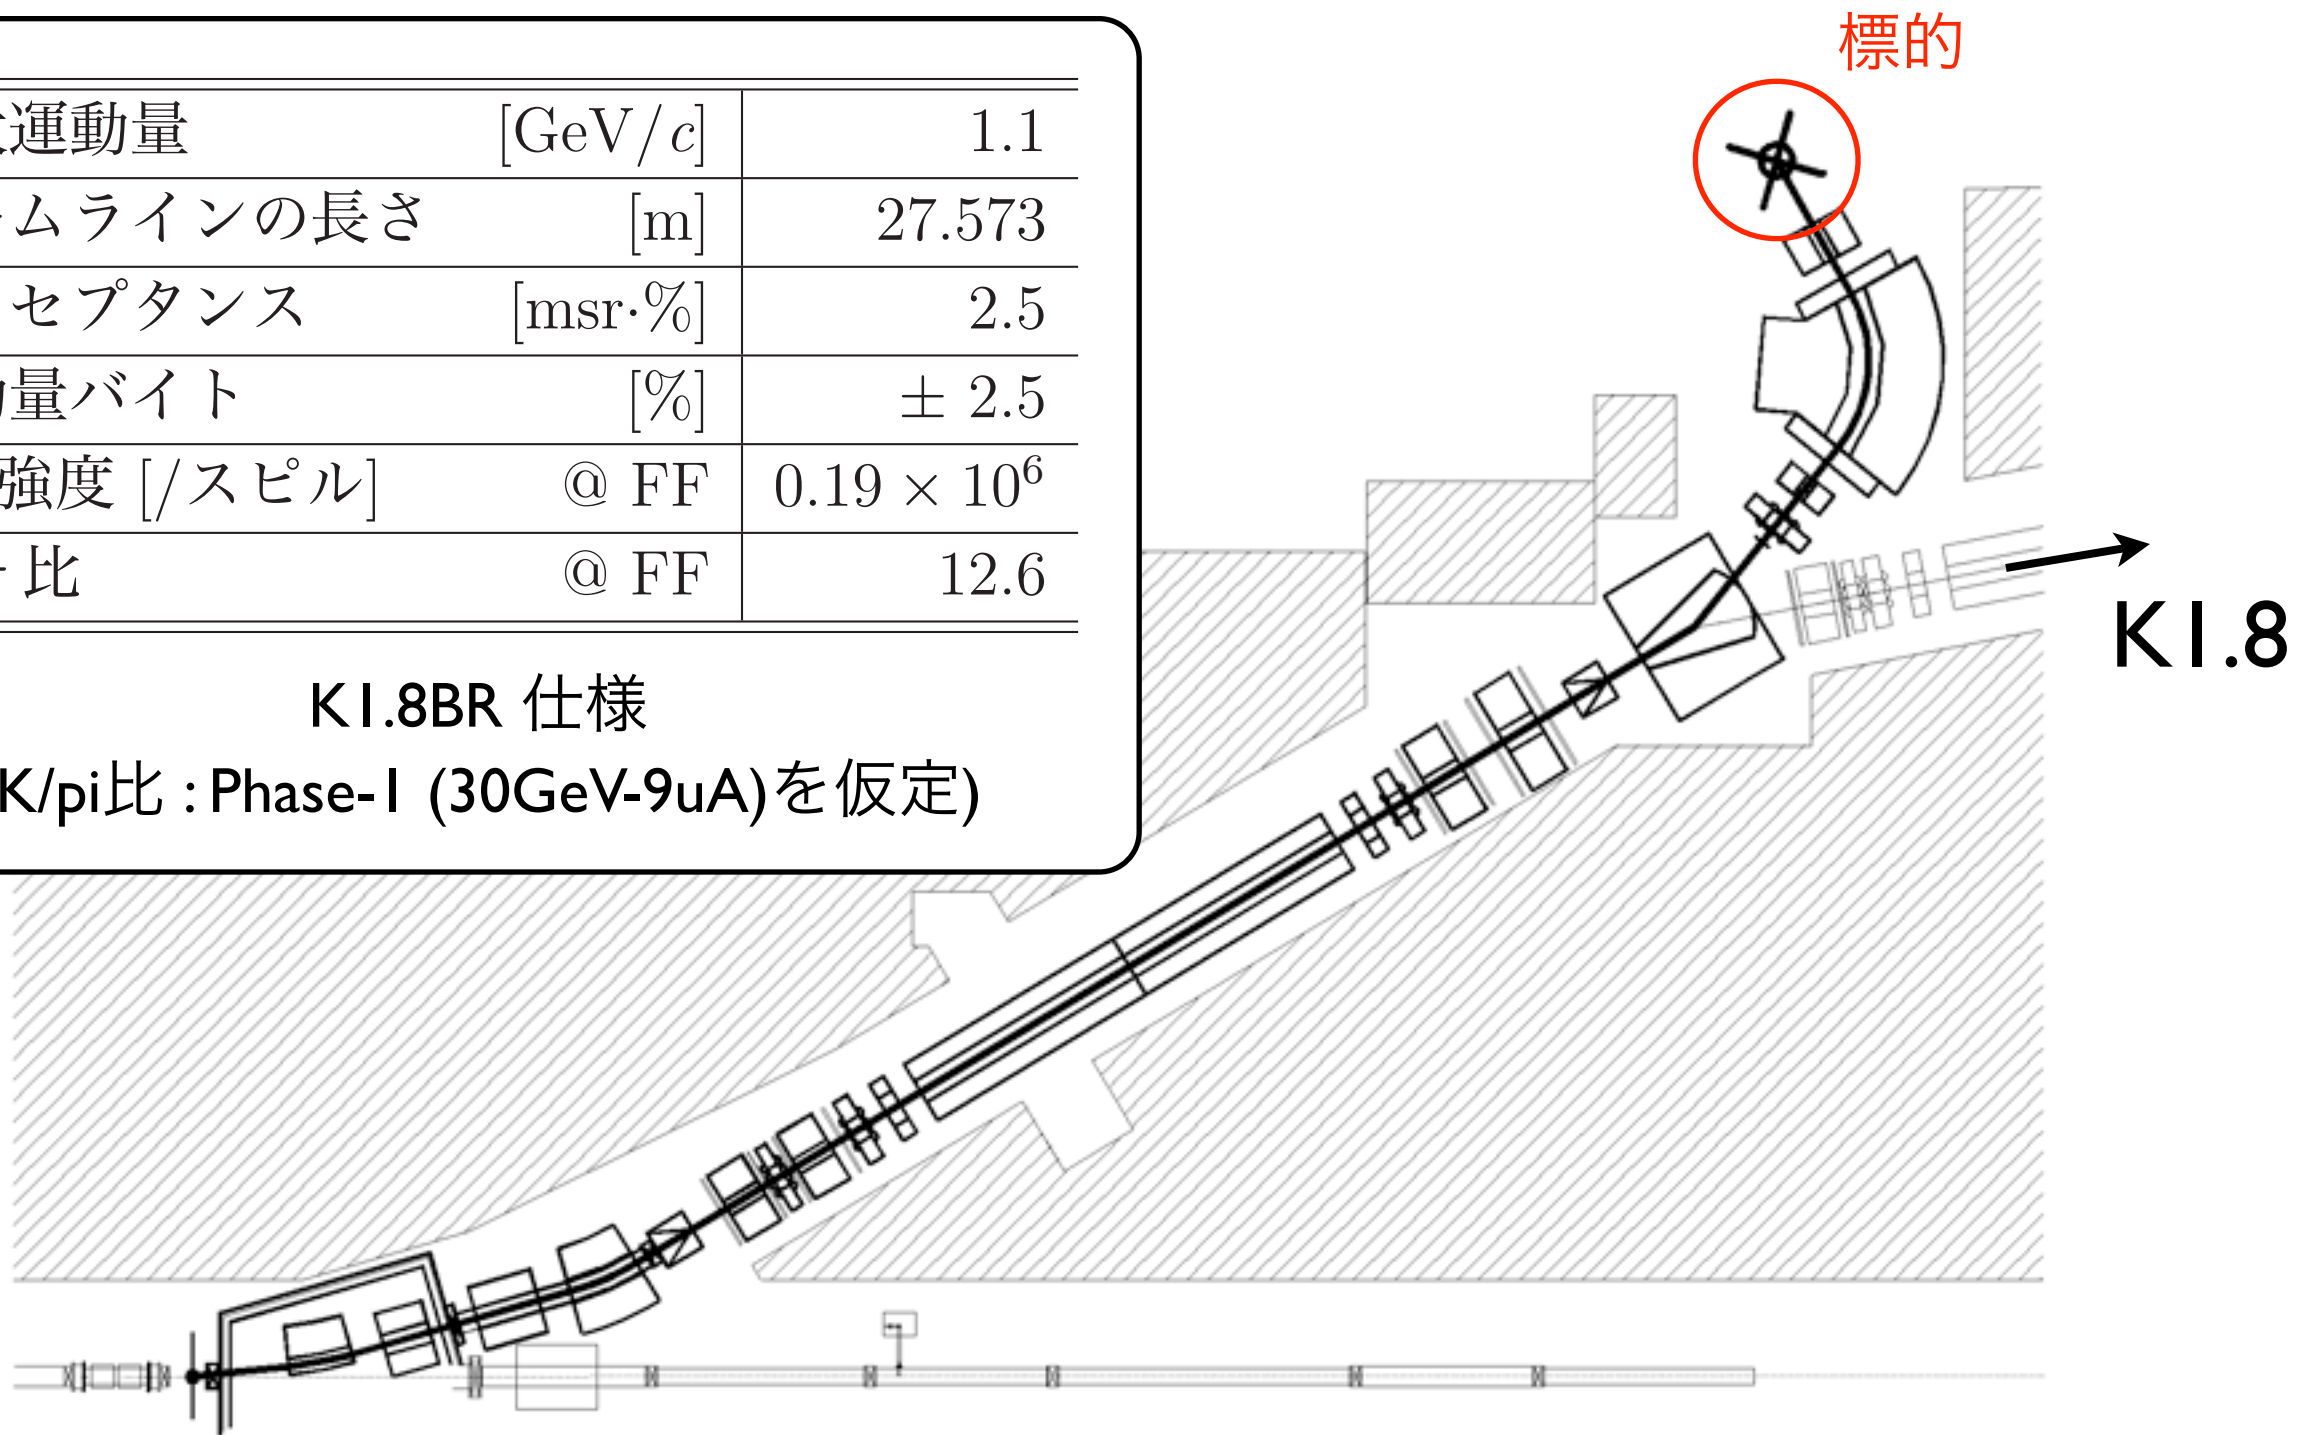 標的
運動量 [GeV/c] 1.1
ムラインの長さ [m] 27.573
セプタンス [msr·%] 2.5
量バイト [%] ± 2.5
強度 [/スピル] @ FF 0.19 × 10⁶
比 @ FF 12.6
K1.8BR 仕様
K/pi比 : Phase-1 (30GeV-9uA)を仮定)
K1.8